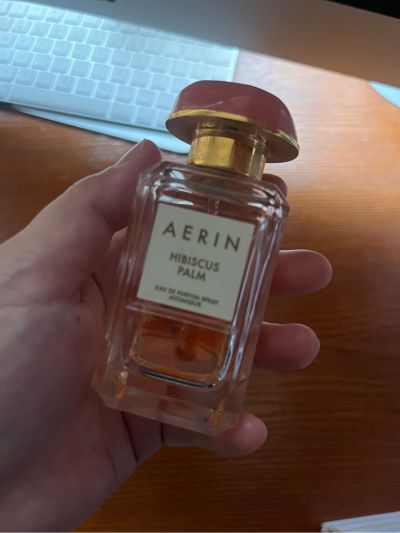 AERIN
HIBISCUS
PALM
EAU DE PARFUM SPRAY
ATOMISEUR